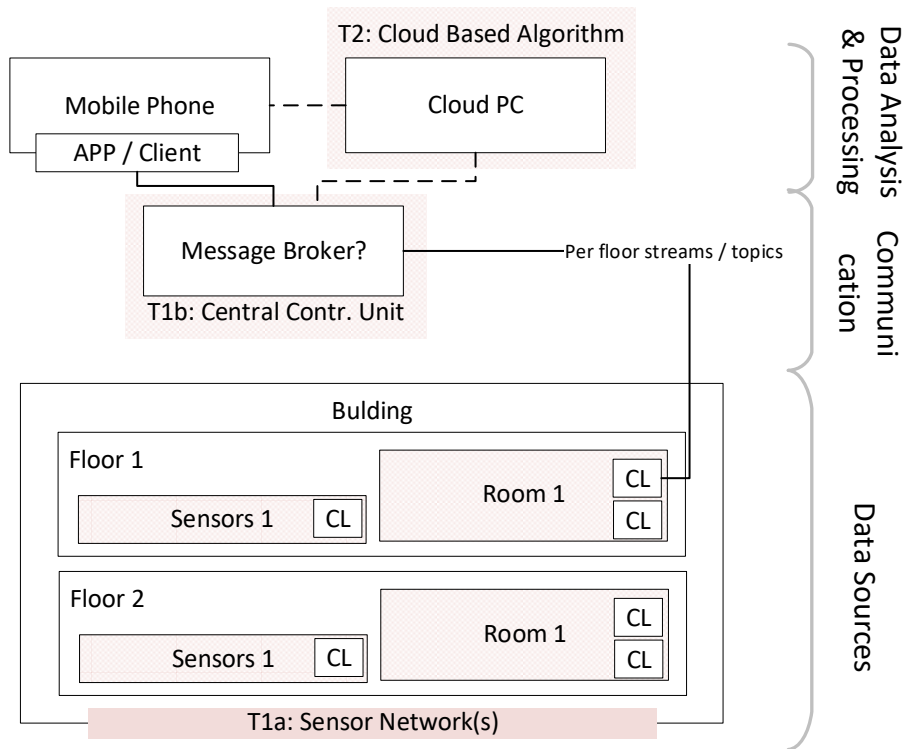 T2: Cloud Based Algorithm
Mobile Phone
APP / Client
Cloud PC
Data Analysis
& Processing
Message Broker?
T1b: Central Contr. Unit
Per floor streams / topics
Communi
cation
Bulding
Floor 1
Sensors 1
CL
Room 1
CL
CL
Floor 2
Sensors 1
CL
Room 1
CL
CL
T1a: Sensor Network(s)
Data Sources